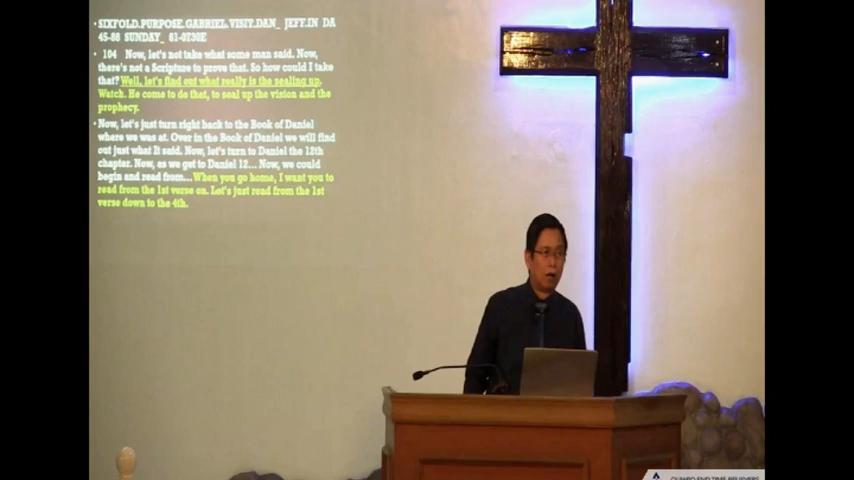 • SIXFOLD.PURPOSE.GABRIEL.VISIT.DAN_ JEFF.IN DA
45-88 SUNDAY_ 61-0730E
• 104 Now, let's not take what some man said. Now,
there's not a Scripture to prove that. So how could I take
that? Well, let's find out what really is the sealing up.
Watch. He come to do that, to seal up the vision and the
prophecy.
• Now, let's just turn right back to the Book of Daniel
where we was at. Over in the Book of Daniel we will find
out just what It said. Now, let's turn to Daniel the 12th
chapter. Now, as we get to Daniel 12... Now, we could
begin and read from... When you go home, I want you to
read from the 1st verse on. Let's just read from the 1st
verse down to the 4th.
END TIME BELIEVERS